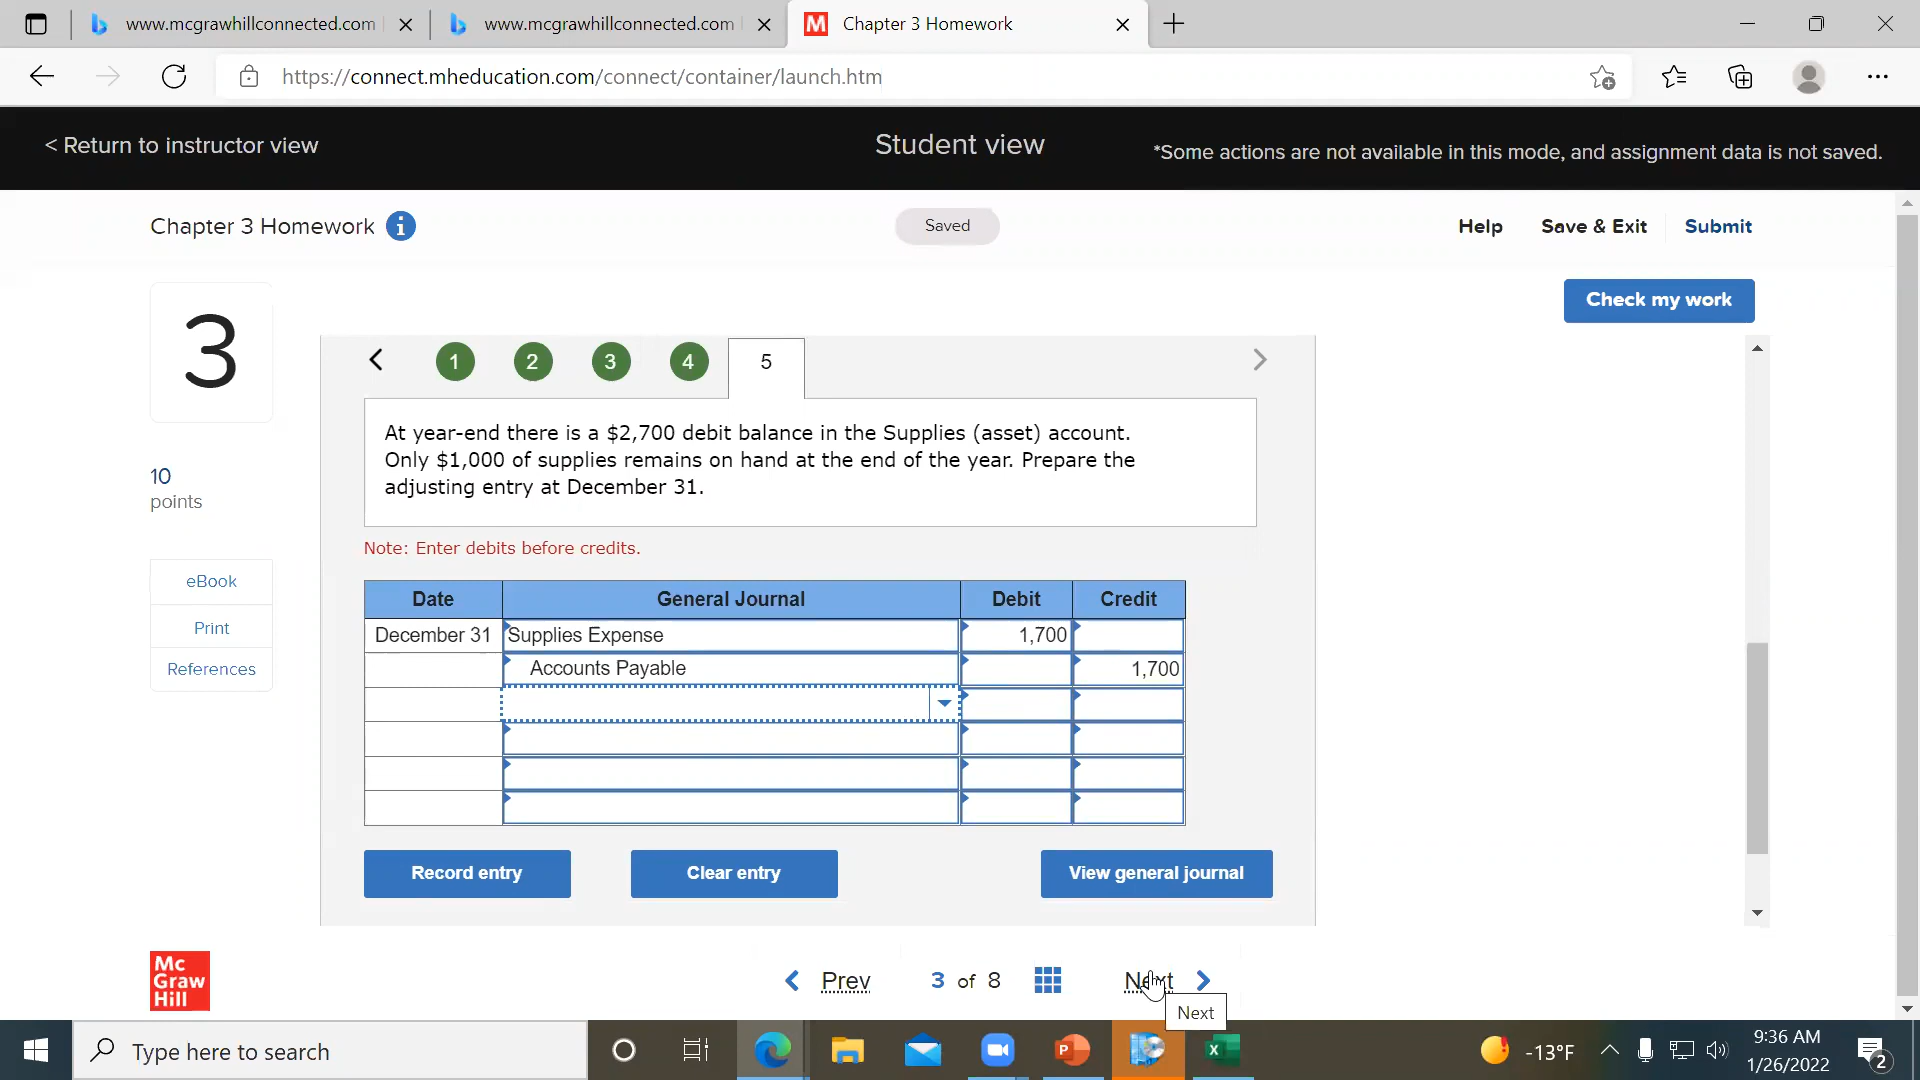 www.mcgrawhillconnected.com
www.mcgrawhillconnected.com
M Chapter 3 Homework
https://connect.mheducation.com/connect/container/launch.htm
< Return to instructor view
Student view
*Some actions are not available in this mode, and assignment data is not saved.
Chapter 3 Homework i
Saved
Help
Save & Exit
Submit
3
Check my work
1 2 3 4 5
10
points
At year-end there is a $2,700 debit balance in the Supplies (asset) account.
Only $1,000 of supplies remains on hand at the end of the year. Prepare the
adjusting entry at December 31.
Note: Enter debits before credits.
eBook
Print
References
Date General Journal Debit Credit
December 31 Supplies Expense 1,700
Accounts Payable 1,700
Record entry
Clear entry
View general journal
Mc
Graw
Hill
Prev
3 of 8
Next
Next
Type here to search
-13°F
9:36 AM
1/26/2022
2